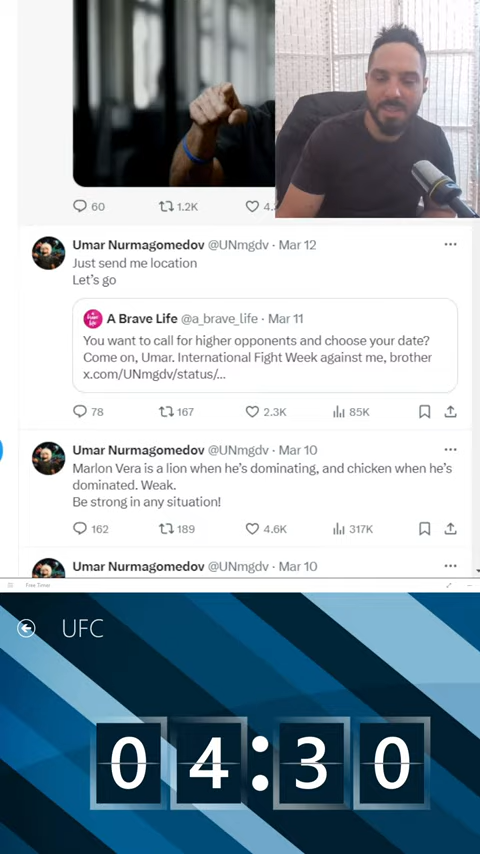 60 1.2K 4.
Umar Nurmagomedov @UNmgdv · Mar 12
Just send me location
Let's go
A Brave Life @a_brave_life · Mar 11
You want to call for higher opponents and choose your date?
Come on, Umar. International Fight Week against me, brother
x.com/UNmgdv/status/...
78 167 2.3K 85K
Umar Nurmagomedov @UNmgdv · Mar 10
Marlon Vera is a lion when he's dominating, and chicken when he's
dominated. Weak.
Be strong in any situation!
162 189 4.6K 317K
Umar Nurmagomedov @UNmgdv · Mar 10
Free Timer
UFC
04:30